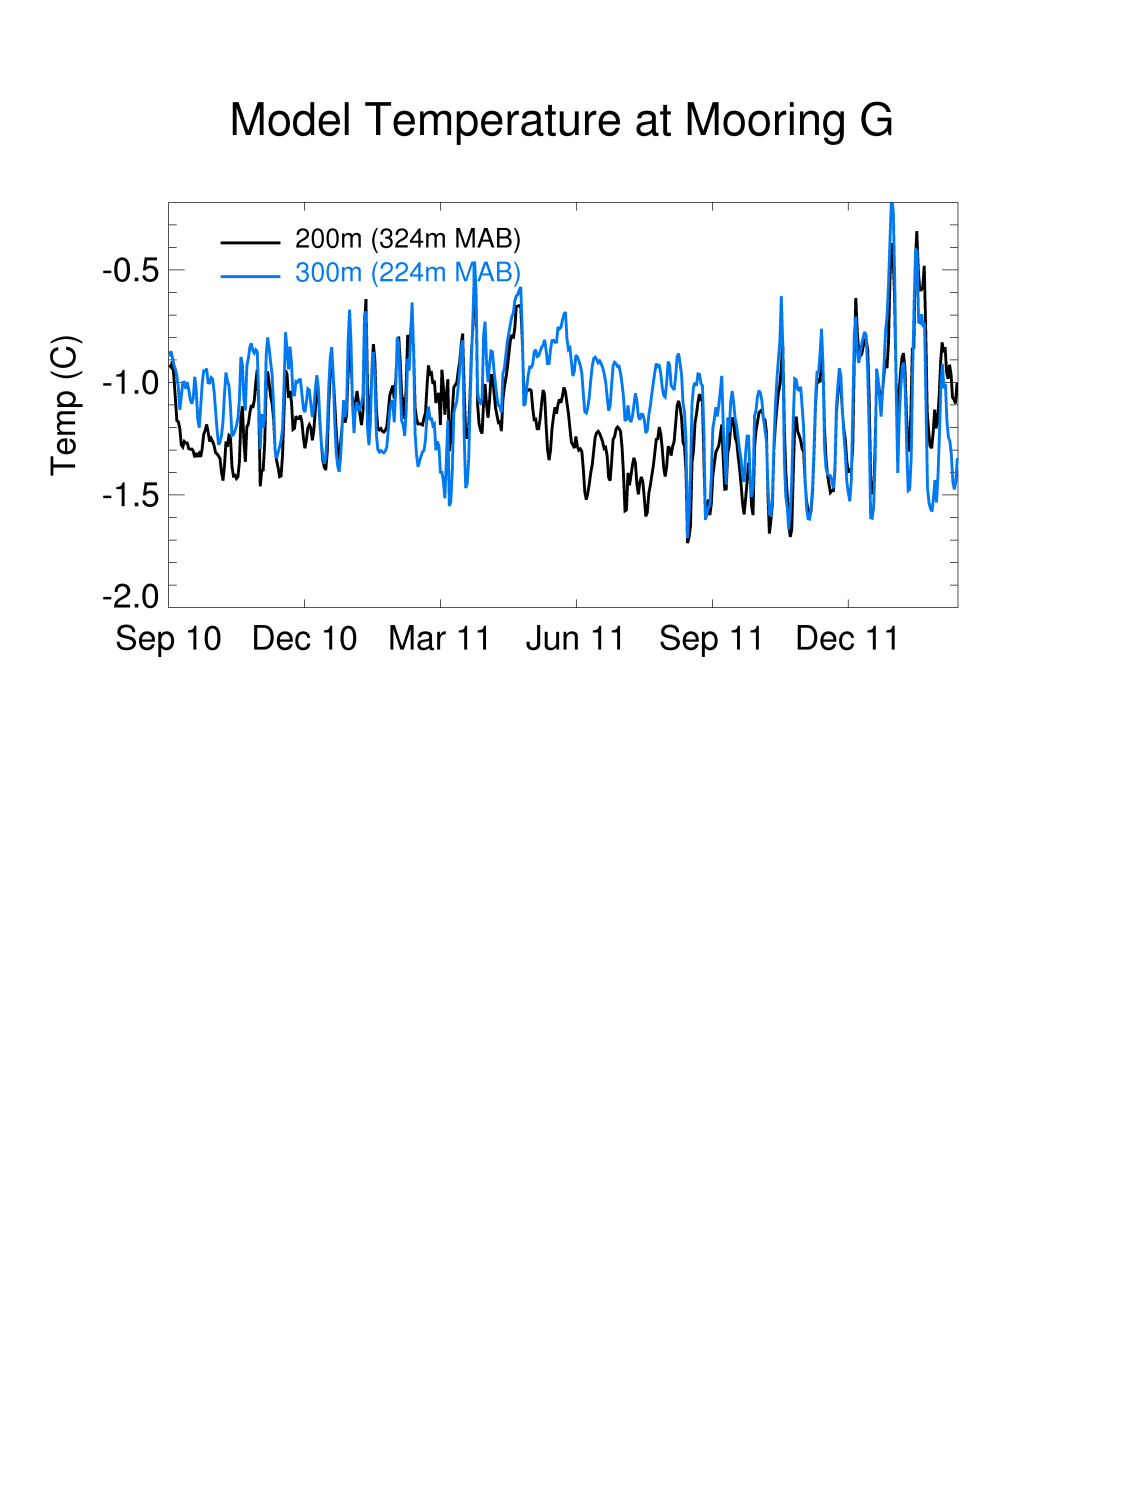 Model Temperature at Mooring G
200m (324m MAB)
300m (224m MAB)
Temp (C)
-0.5
-1.0
-1.5
-2.0
Sep 10 Dec 10 Mar 11 Jun 11 Sep 11 Dec 11